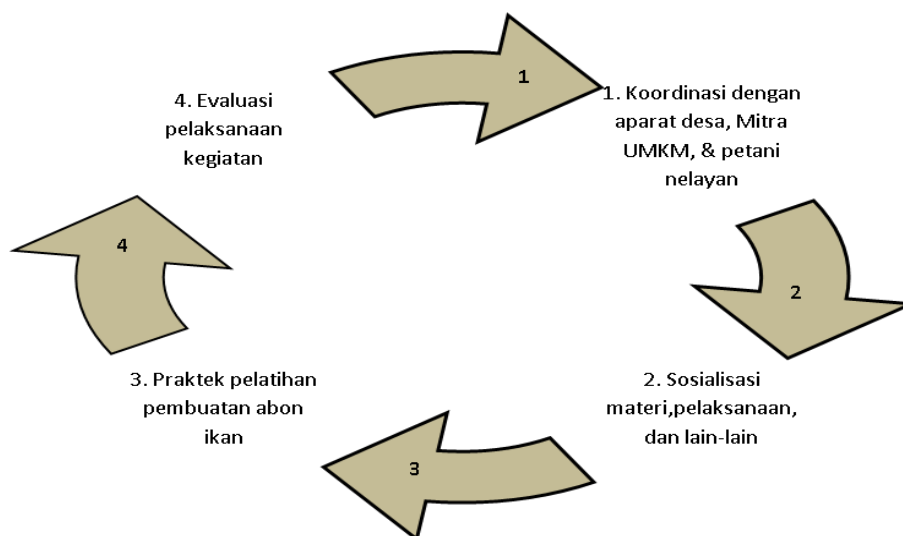 1
1. Koordinasi dengan
aparat desa, Mitra
UMKM, & petani
nelayan
2
2. Sosialisasi
materi,pelaksanaan,
dan lain-lain
3
3. Praktek pelatihan
pembuatan abon
ikan
4
4. Evaluasi
pelaksanaan
kegiatan